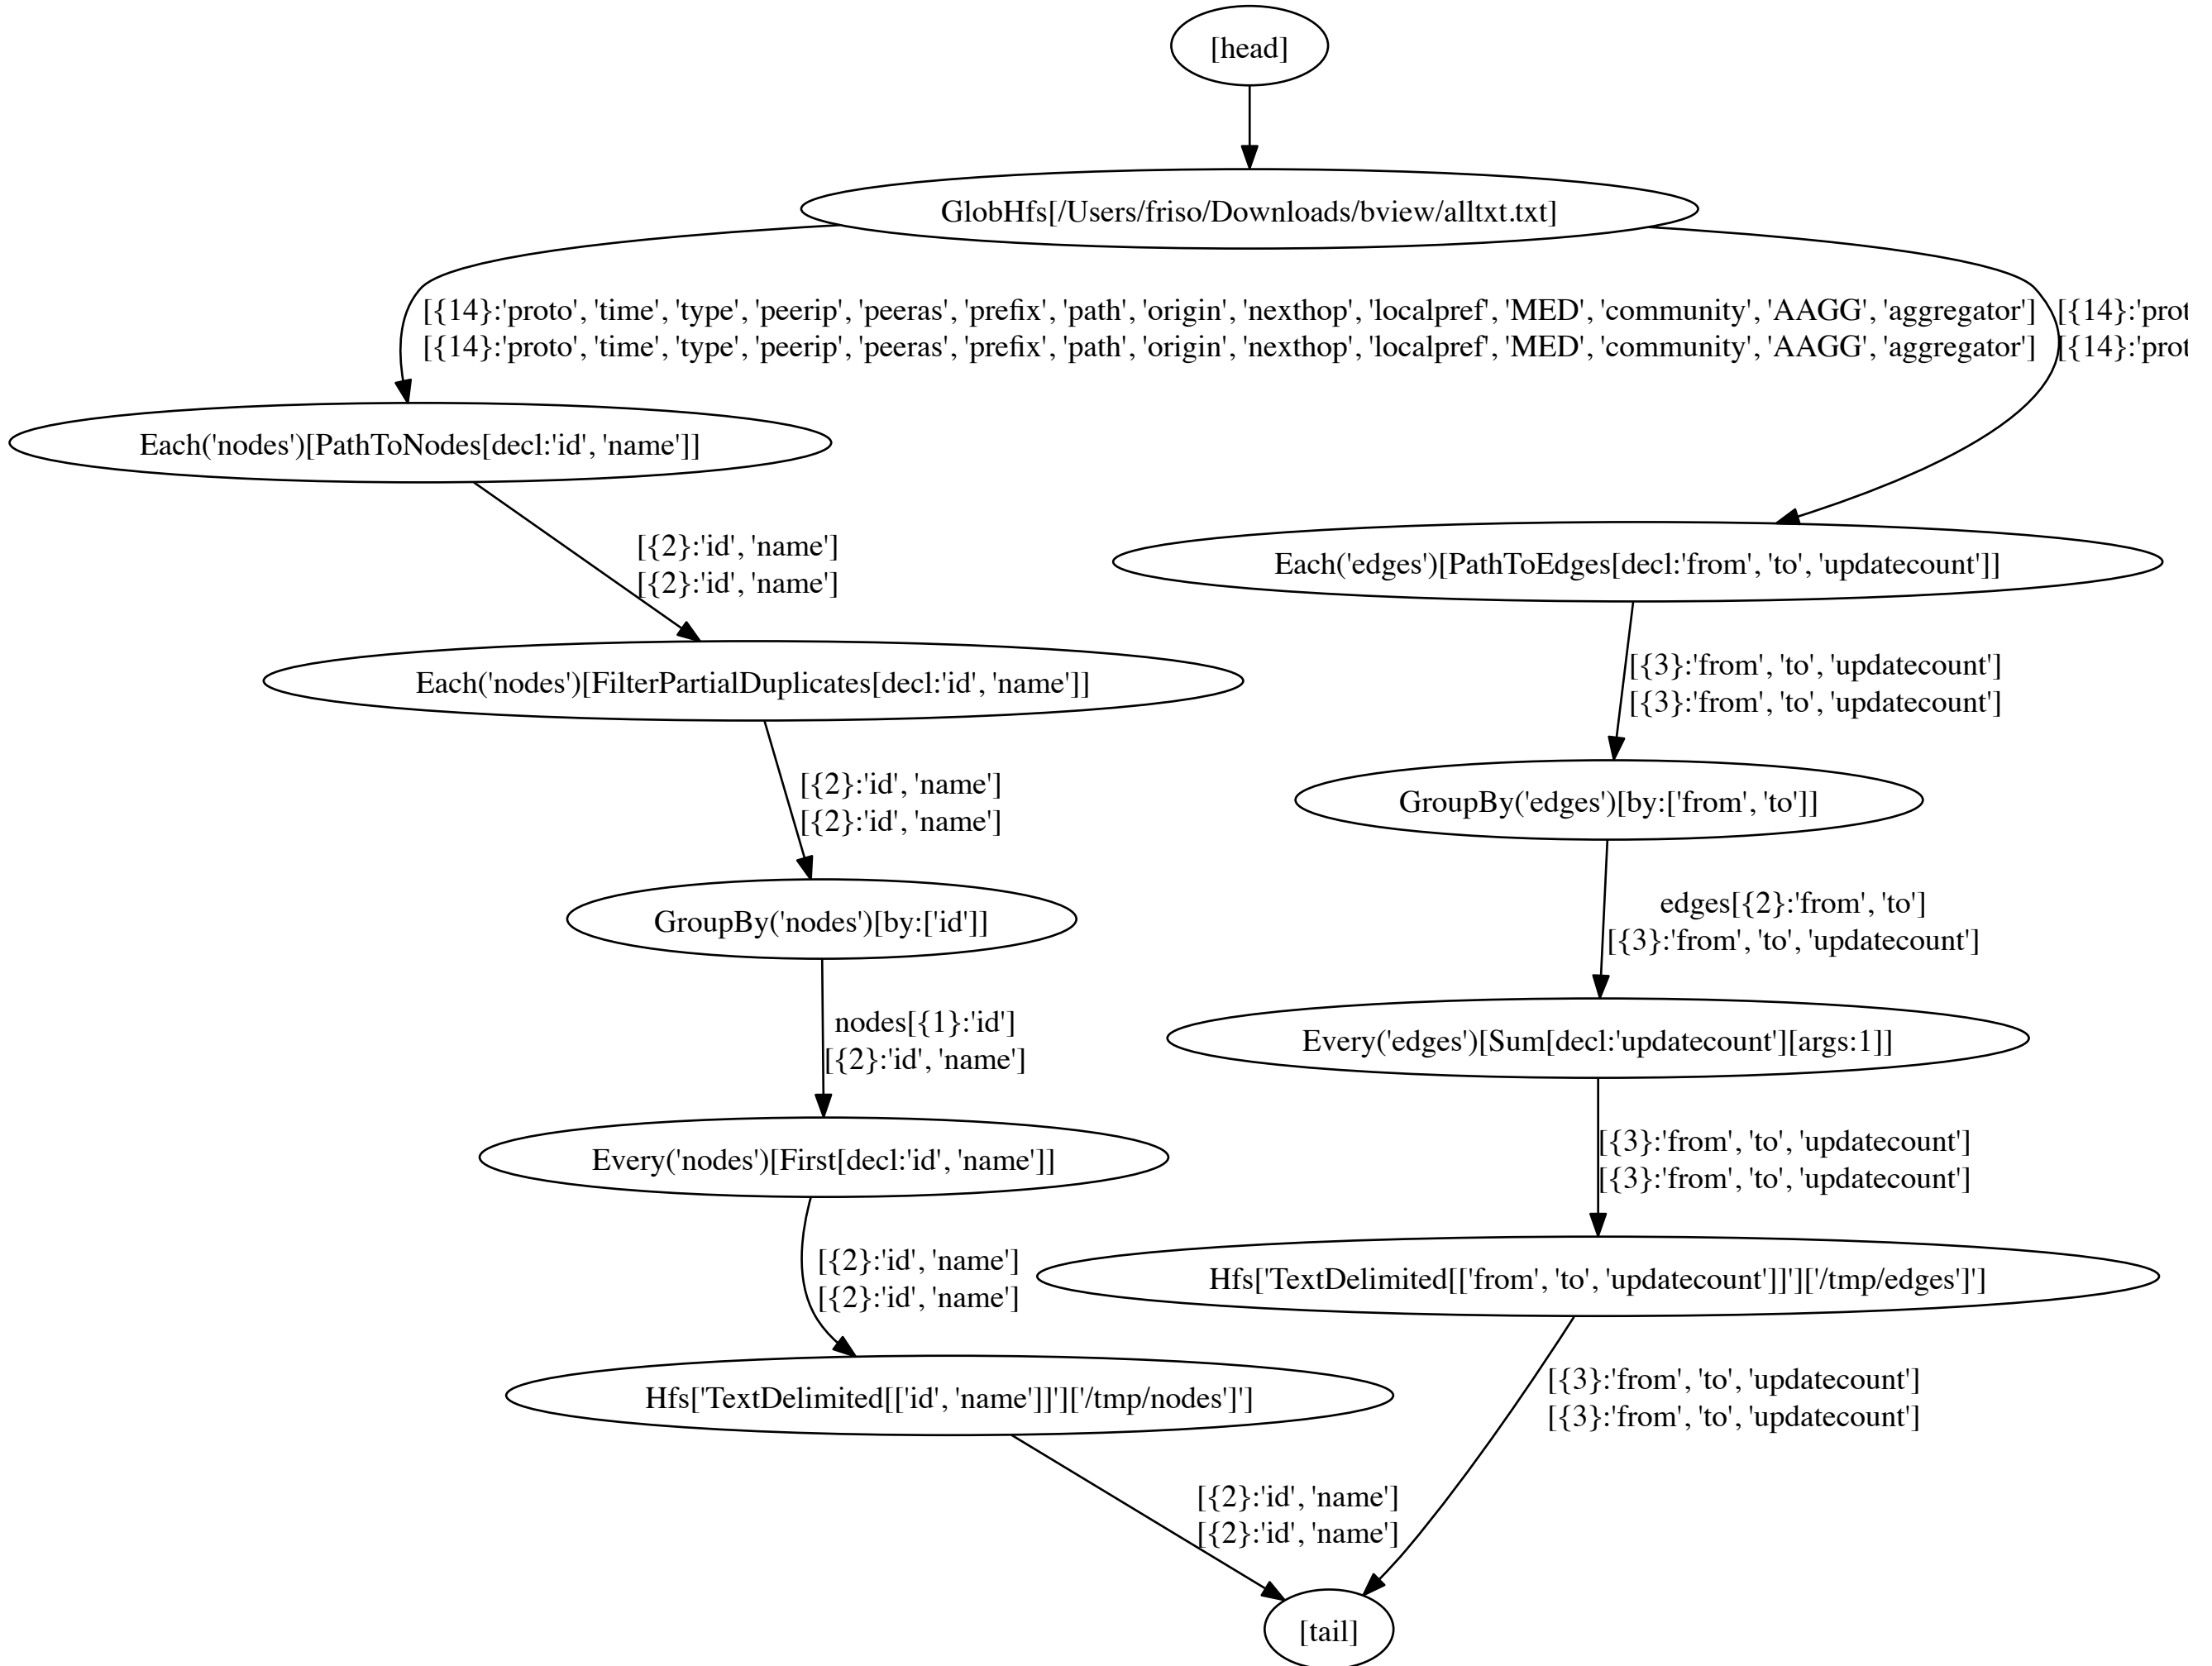 [head]
GlobHfs[/Users/friso/Downloads/bview/alltxt.txt]
[{14}:'proto', 'time', 'type', 'peerip', 'peeras', 'prefix', 'path', 'origin', 'nexthop', 'localpref', 'MED', 'community', 'AAGG', 'aggregator']
[{14}:'proto', 'time', 'type', 'peerip', 'peeras', 'prefix', 'path', 'origin', 'nexthop', 'localpref', 'MED', 'community', 'AAGG', 'aggregator']
[{14}:'prot
[{14}:'prot
Each('nodes')[PathToNodes[decl:'id', 'name']]
[{2}:'id', 'name']
[{2}:'id', 'name']
Each('edges')[PathToEdges[decl:'from', 'to', 'updatecount']]
[{3}:'from', 'to', 'updatecount']
[{3}:'from', 'to', 'updatecount']
Each('nodes')[FilterPartialDuplicates[decl:'id', 'name']]
[{2}:'id', 'name']
[{2}:'id', 'name']
GroupBy('edges')[by:['from', 'to']]
edges[{2}:'from', 'to']
[{3}:'from', 'to', 'updatecount']
GroupBy('nodes')[by:['id']]
nodes[{1}:'id']
[{2}:'id', 'name']
Every('edges')[Sum[decl:'updatecount'][args:1]]
[{3}:'from', 'to', 'updatecount']
[{3}:'from', 'to', 'updatecount']
Every('nodes')[First[decl:'id', 'name']]
[{2}:'id', 'name']
[{2}:'id', 'name']
Hfs['TextDelimited[['from', 'to', 'updatecount']]']['/tmp/edges']']
[{3}:'from', 'to', 'updatecount']
[{3}:'from', 'to', 'updatecount']
Hfs['TextDelimited[['id', 'name']]']['/tmp/nodes']']
[{2}:'id', 'name']
[{2}:'id', 'name']
[tail]